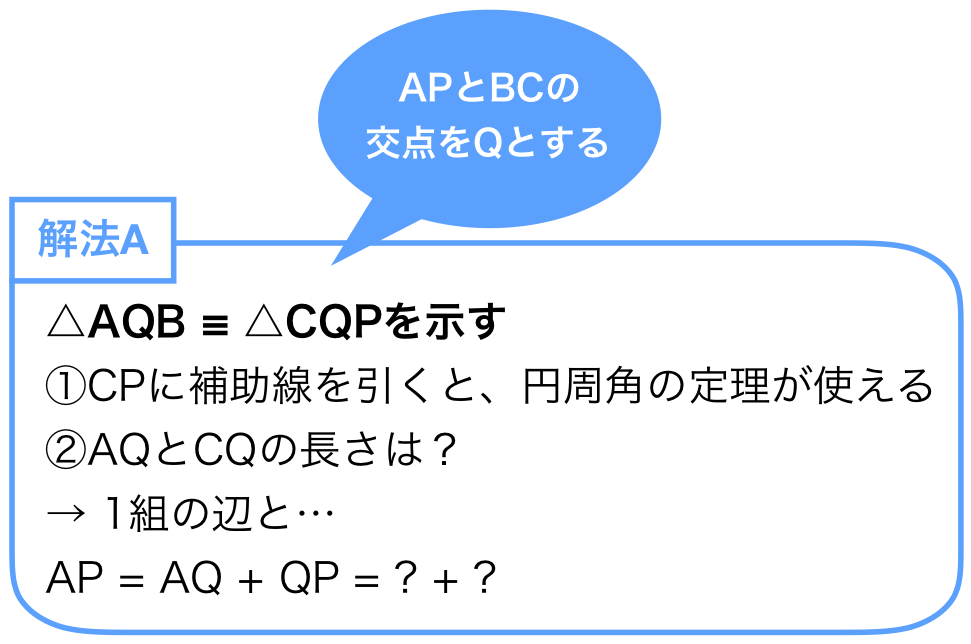 APとBCの
交点をQとする
解法A
△AQB ≡ △CQPを示す
①CPに補助線を引くと、円周角の定理が使える
②AQとCQの長さは？
→ 1組の辺と…
AP = AQ + QP = ? + ?